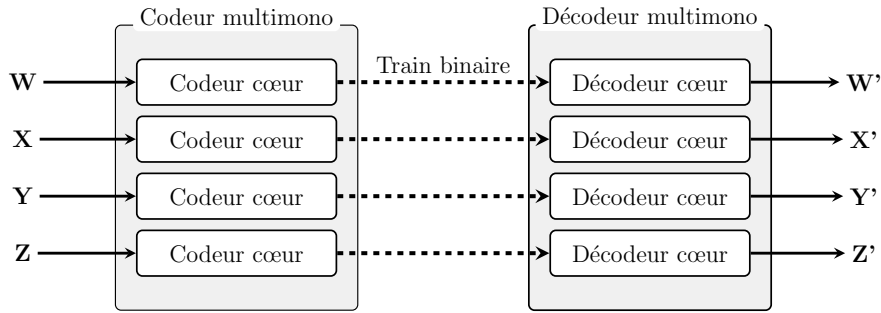 Codeur multimono
Décodeur multimono
W
Codeur cœur
Train binaire
Décodeur cœur
W'
X
Codeur cœur
Décodeur cœur
X'
Y
Codeur cœur
Décodeur cœur
Y'
Z
Codeur cœur
Décodeur cœur
Z'